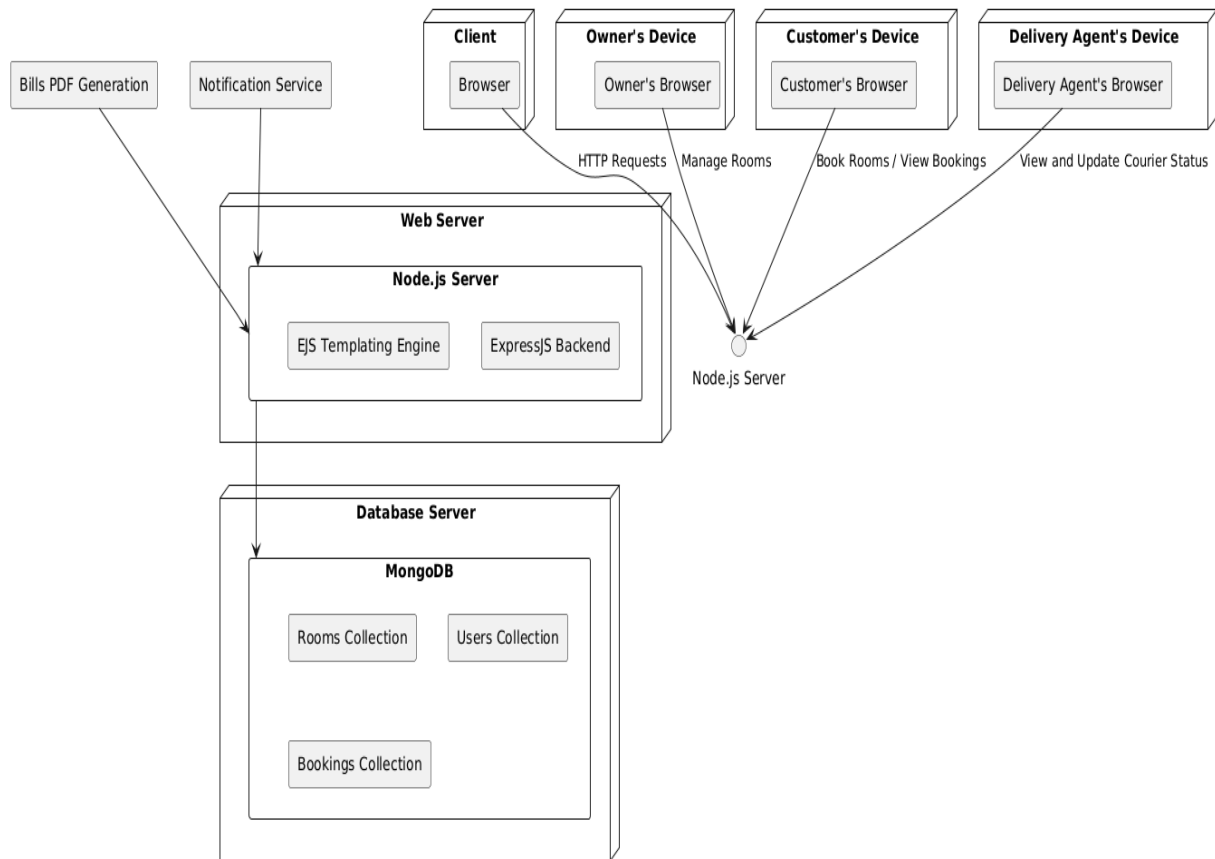 Client
Owner's Device
Customer's Device
Delivery Agent's Device
Bills PDF Generation
Notification Service
Browser
Owner's Browser
Customer's Browser
Delivery Agent's Browser
HTTP Requests
Manage Rooms
Book Rooms / View Bookings
View and Update Courier Status
Web Server
Node.js Server
EJS Templating Engine
ExpressJS Backend
Node.js Server
Database Server
MongoDB
Rooms Collection
Users Collection
Bookings Collection